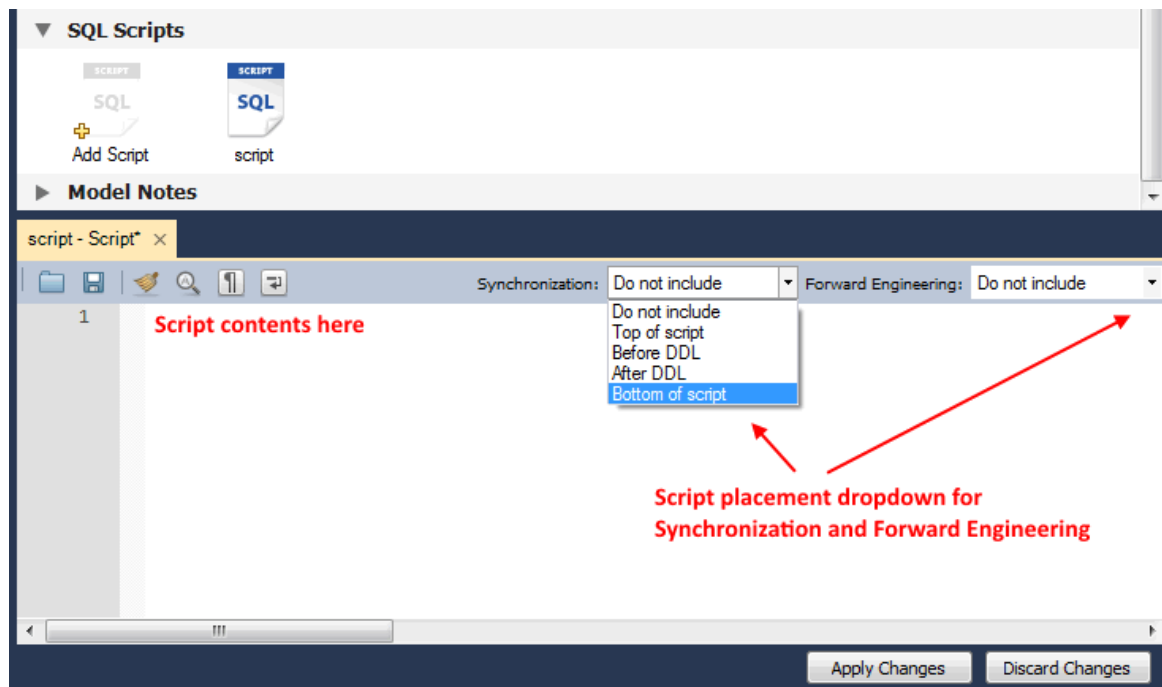 SQL Scripts
SCRIPT
SQL
Add Script
SCRIPT
SQL
script
Model Notes
script - Script*
Synchronization: Do not include Forward Engineering: Do not include
1 Script contents here
Do not include
Top of script
Before DDL
After DDL
Bottom of script
Script placement dropdown for
Synchronization and Forward Engineering
Apply Changes Discard Changes